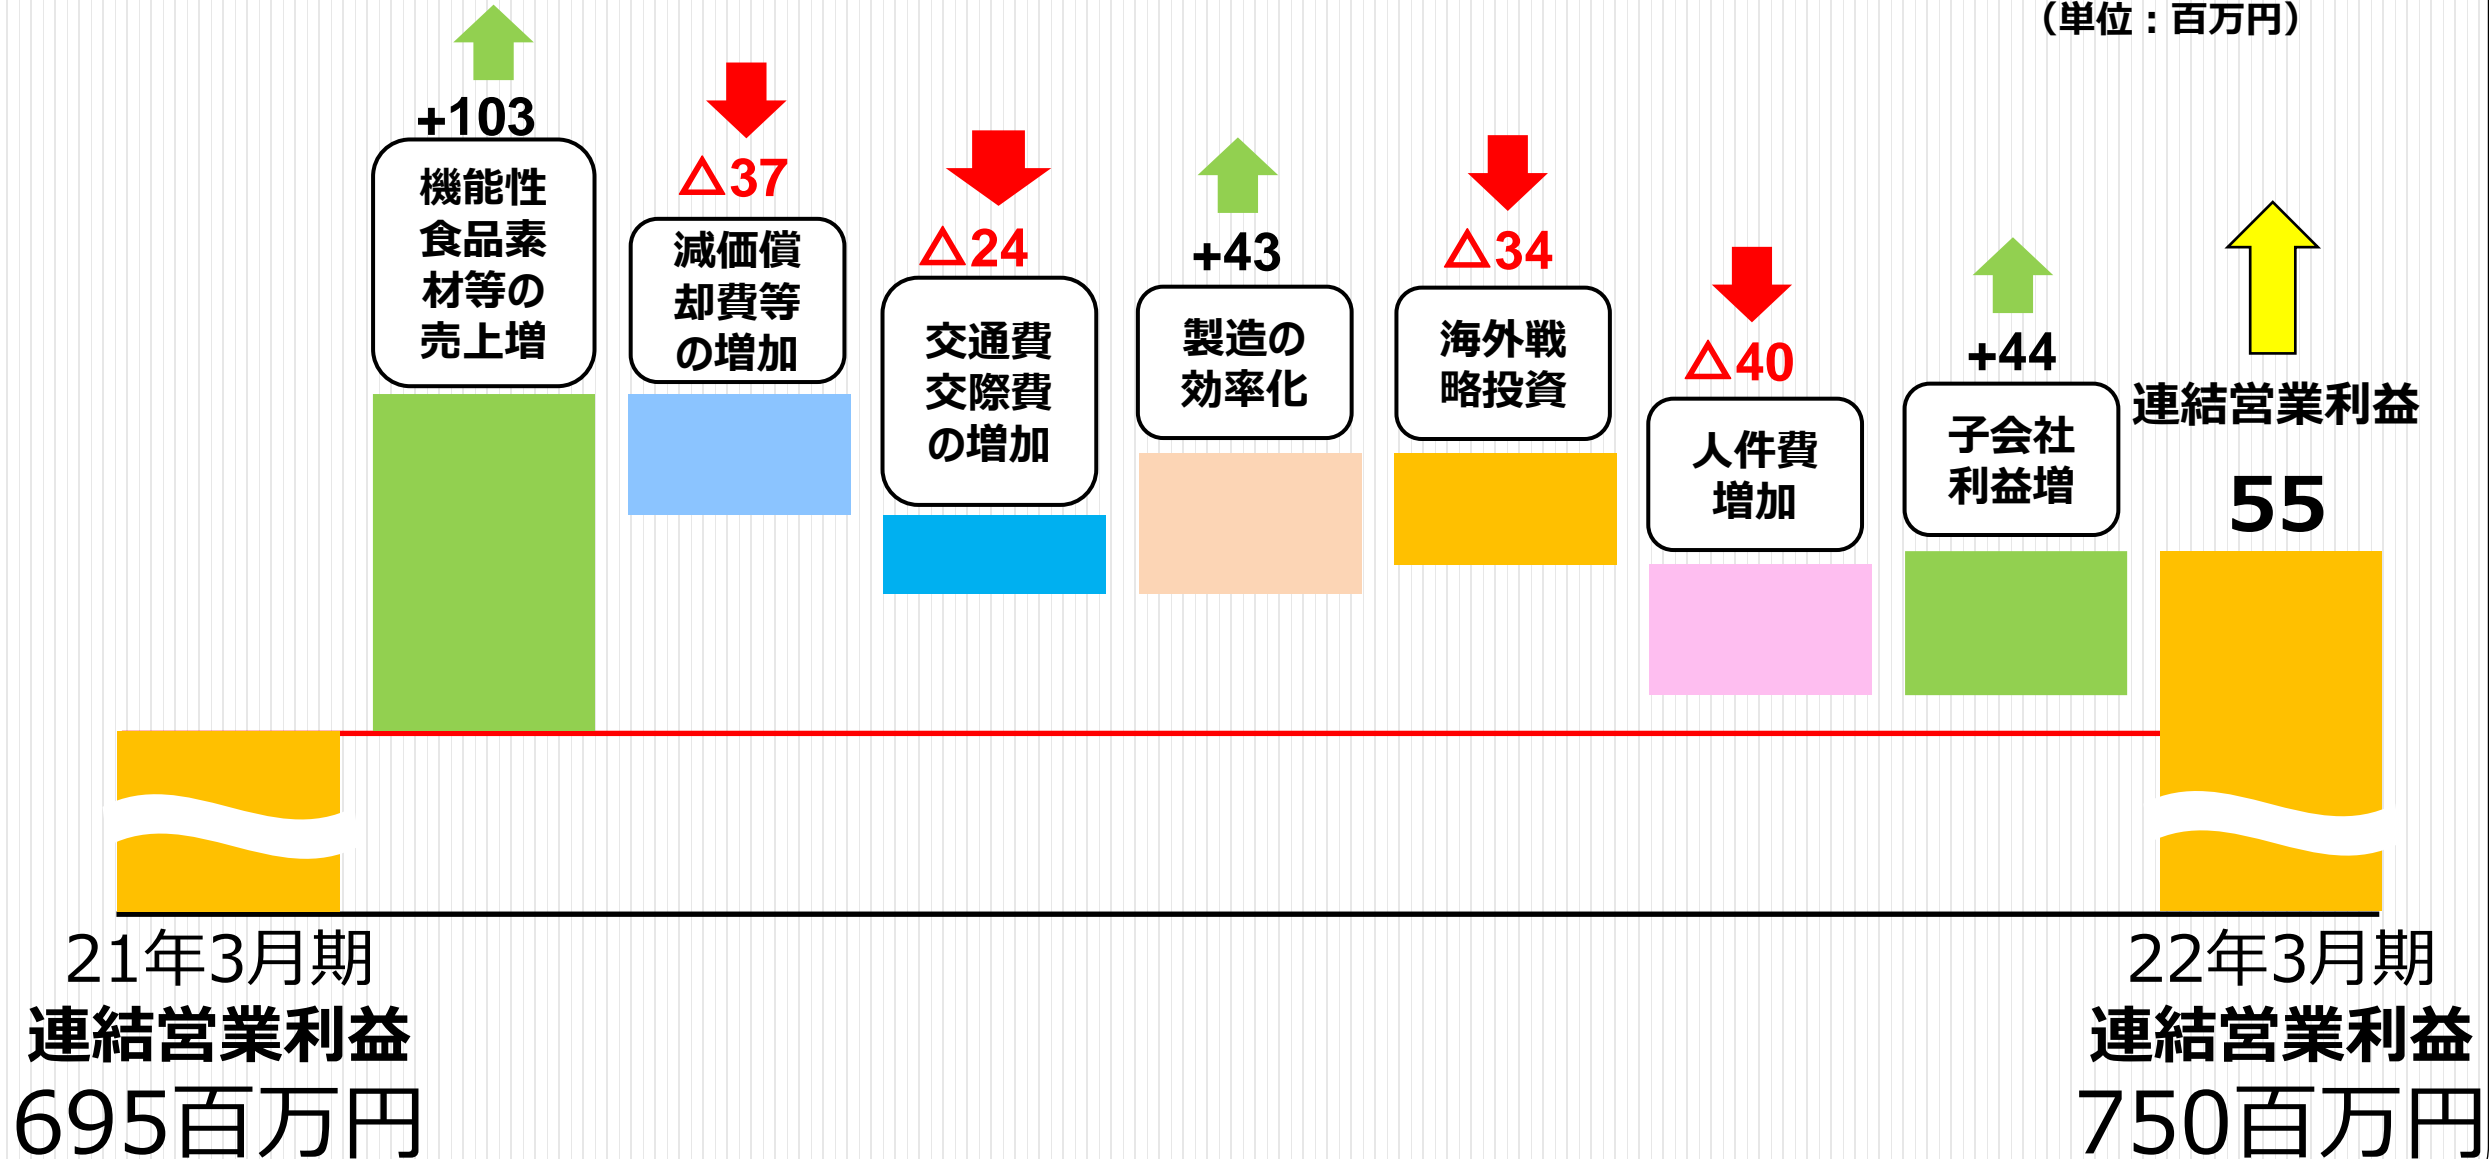 （単位：百万円）
+103
機能性
食品素
材等の
売上増
△37
減価償
却費等
の増加
△24
交通費
交際費
の増加
+43
製造の
効率化
△34
海外戦
略投資
△40
人件費
増加
+44
子会社
利益増
連結営業利益
55
21年3月期
連結営業利益
695百万円
22年3月期
連結営業利益
750百万円